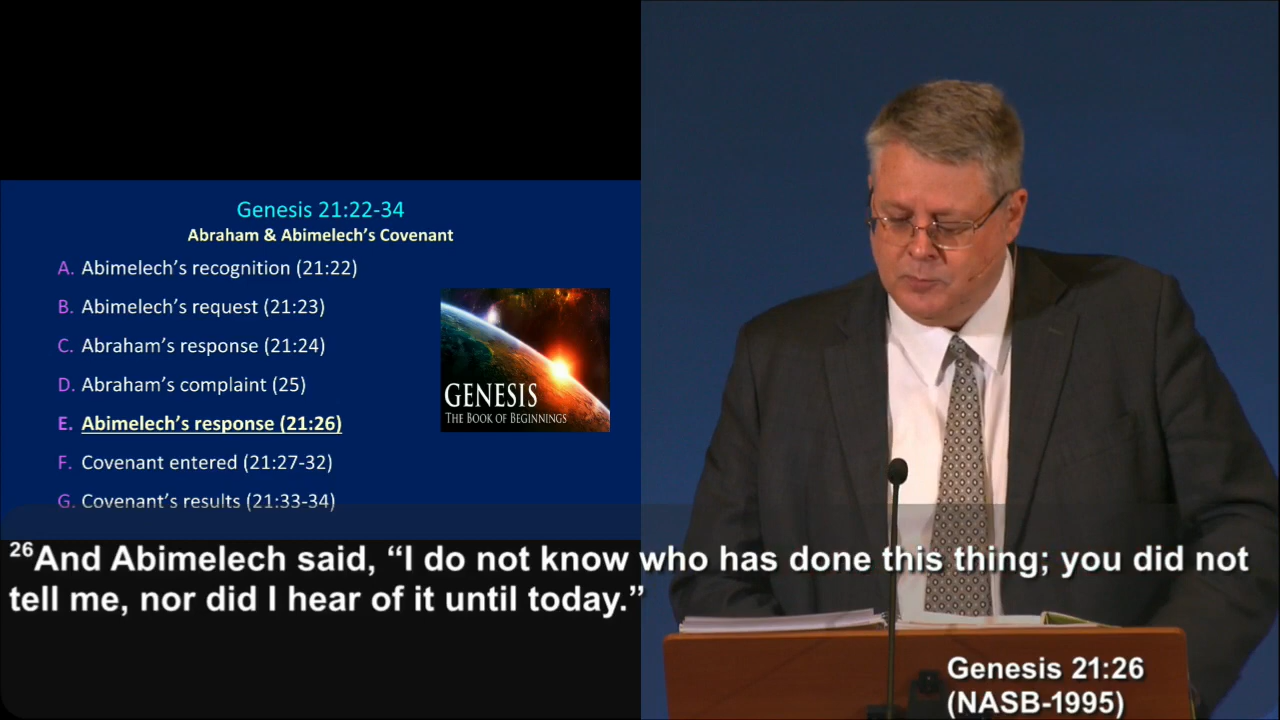 Genesis 21:22-34
Abraham & Abimelech’s Covenant
A. Abimelech’s recognition (21:22)
B. Abimelech’s request (21:23)
C. Abraham’s response (21:24)
D. Abraham’s complaint (25)
E. Abimelech’s response (21:26)
F. Covenant entered (21:27-32)
G. Covenant’s results (21:33-34)
GENESIS
THE BOOK OF BEGINNINGS
26And Abimelech said, “I do not know who has done this thing; you did not
tell me, nor did I hear of it until today.”
Genesis 21:26
(NASB-1995)